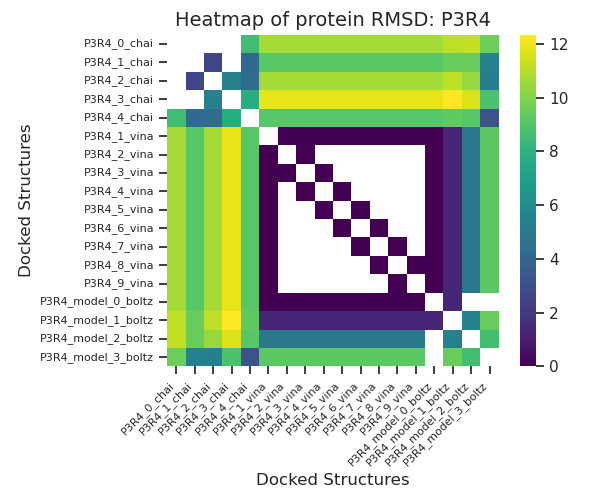 Heatmap of protein RMSD: P3R4
Docked Structures
P3R4_0_chai
P3R4_1_chai
P3R4_2_chai
P3R4_3_chai
P3R4_4_chai
P3R4_1_vina
P3R4_2_vina
P3R4_3_vina
P3R4_4_vina
P3R4_5_vina
P3R4_6_vina
P3R4_7_vina
P3R4_8_vina
P3R4_9_vina
P3R4_model_0_boltz
P3R4_model_1_boltz
P3R4_model_2_boltz
P3R4_model_3_boltz
P3R4_0_chai
P3R4_1_chai
P3R4_2_chai
P3R4_3_chai
P3R4_4_chai
P3R4_1_vina
P3R4_2_vina
P3R4_3_vina
P3R4_4_vina
P3R4_5_vina
P3R4_6_vina
P3R4_7_vina
P3R4_8_vina
P3R4_9_vina
P3R4_model_0_boltz
P3R4_model_1_boltz
P3R4_model_2_boltz
P3R4_model_3_boltz
Docked Structures
12
10
8
6
4
2
0